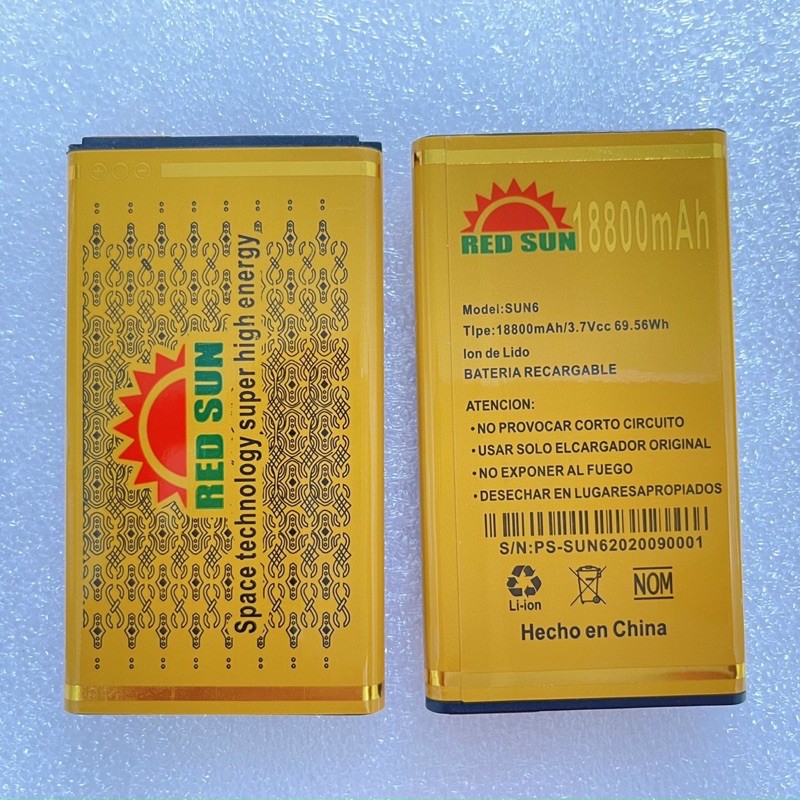 RED SUN
Space technology super high energy
RED SUN
18800mAh
Model:SUN6
TIpe:18800mAh/3.7Vcc 69.56Wh
Ion de Lido
BATERIA RECARGABLE
ATENCION:
·NO PROVOCAR CORTO CIRCUITO
·USAR SOLO ELCARGADOR ORIGINAL
·NO EXPONER AL FUEGO
·DESECHAR EN LUGARESAPROPIADOS
S/N:PS-SUN62020090001
Li-ion
NOM
Hecho en China